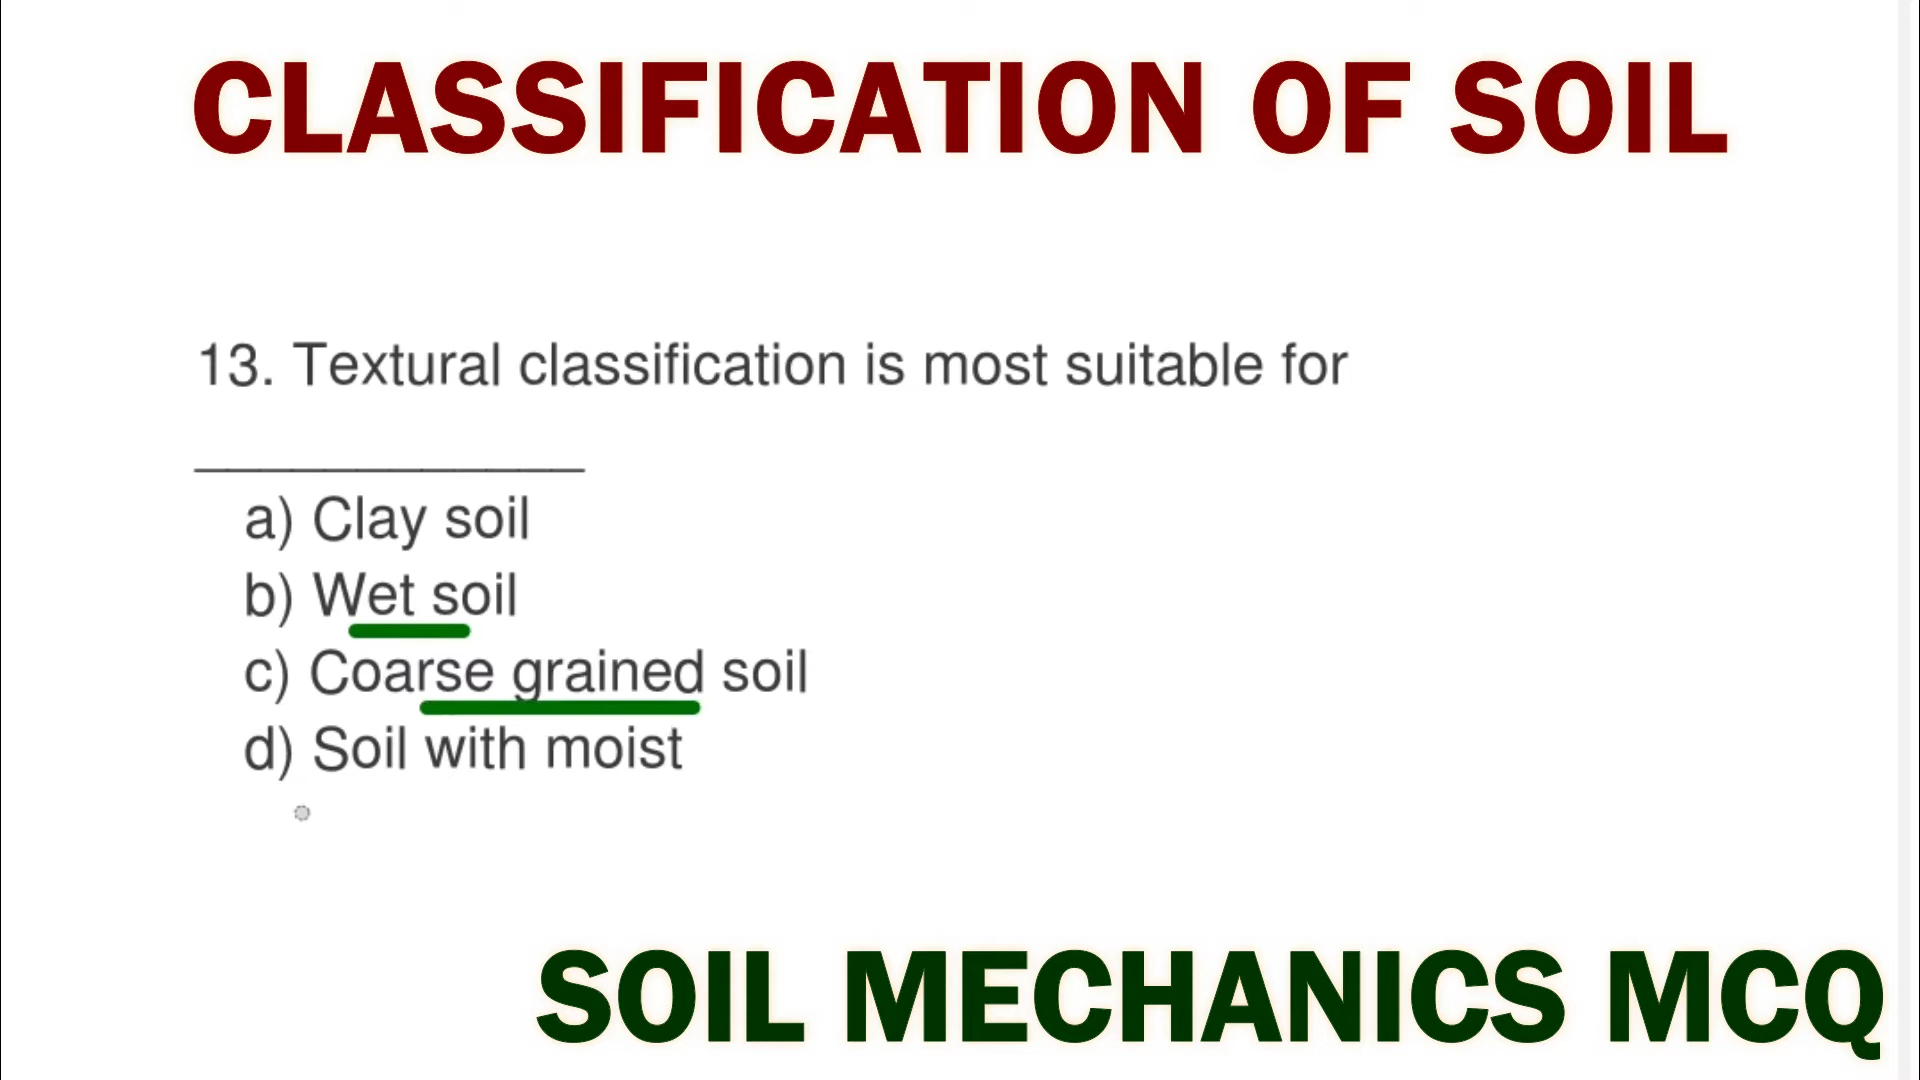 CLASSIFICATION OF SOIL
13. Textural classification is most suitable for
____________
a) Clay soil
b) Wet soil
c) Coarse grained soil
d) Soil with moist
SOIL MECHANICS MCQ